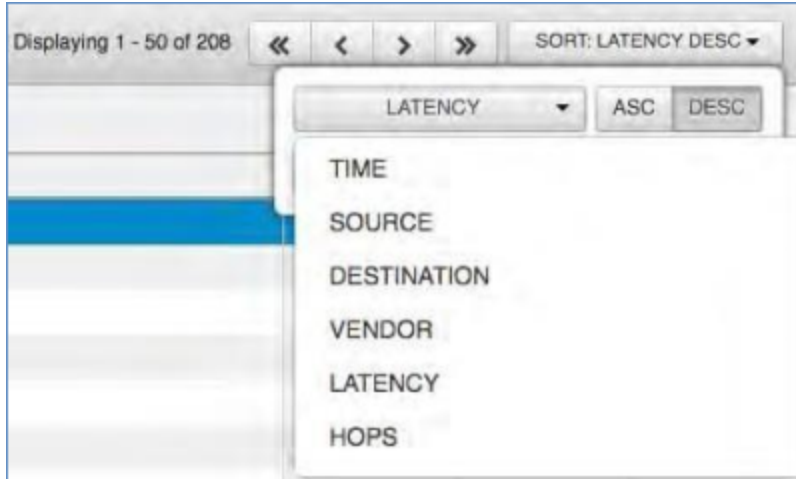 Displaying 1 - 50 of 208 « < > » SORT: LATENCY DESC
LATENCY ASC DESC
TIME
SOURCE
DESTINATION
VENDOR
LATENCY
HOPS